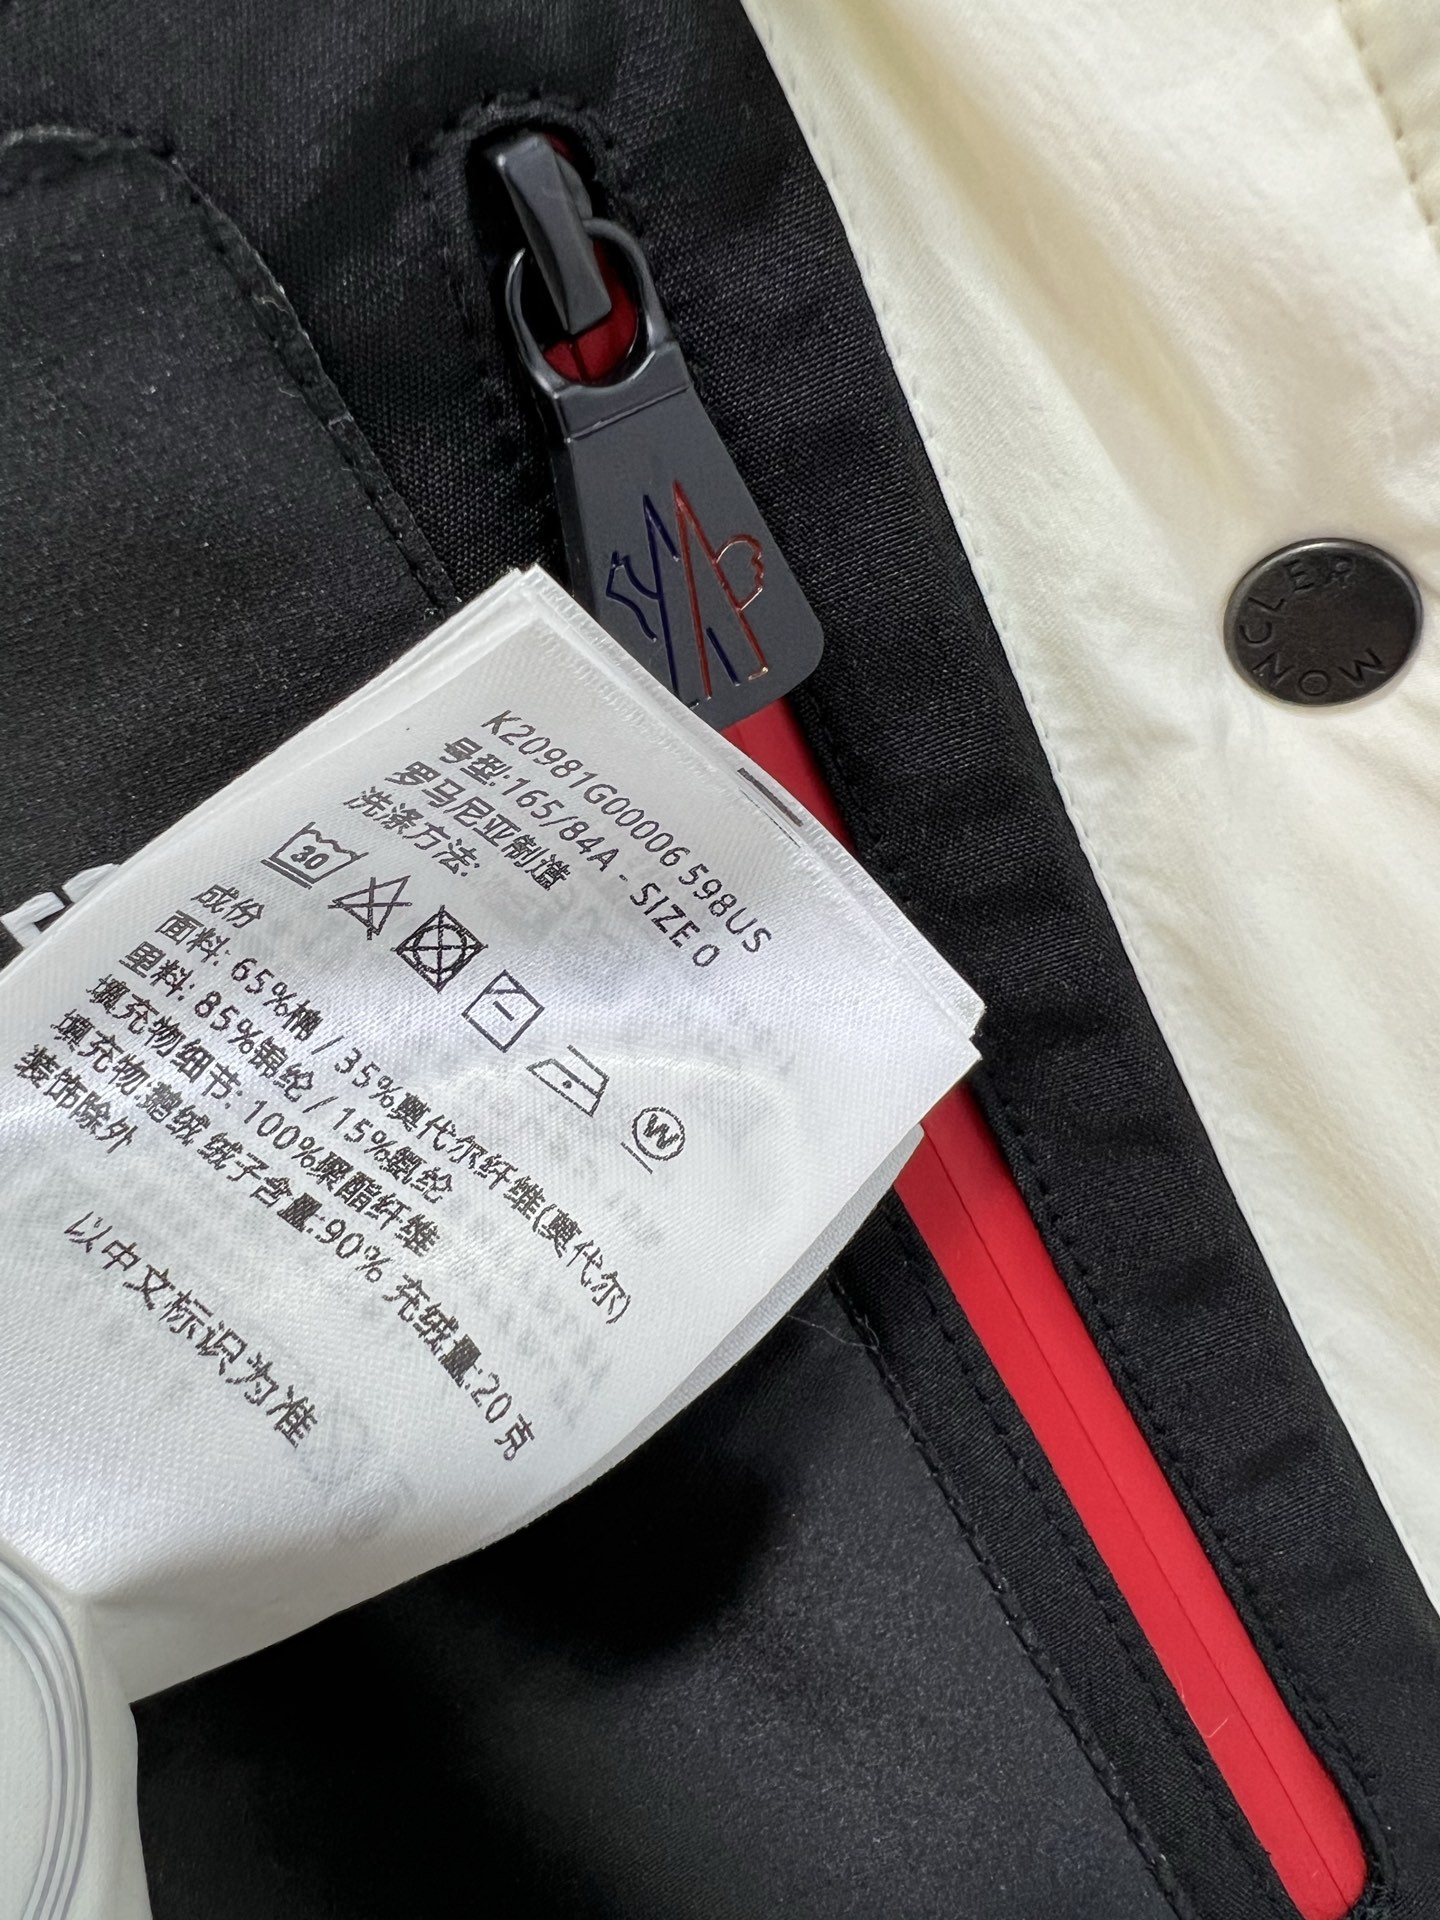 K20981G00006 598US
号型:165/84A - SIZE 0
罗马尼亚制造
洗涤方法:
30
W
成份
面料: 65%棉 / 35%莫代尔纤维(莫代尔)
里料: 85%锦纶 / 15%氨纶
填充物细节: 100%聚酯纤维
填充物:鹅绒 绒子含量:90% 充绒量:20克
装饰除外
以中文标识为准
MONCLER